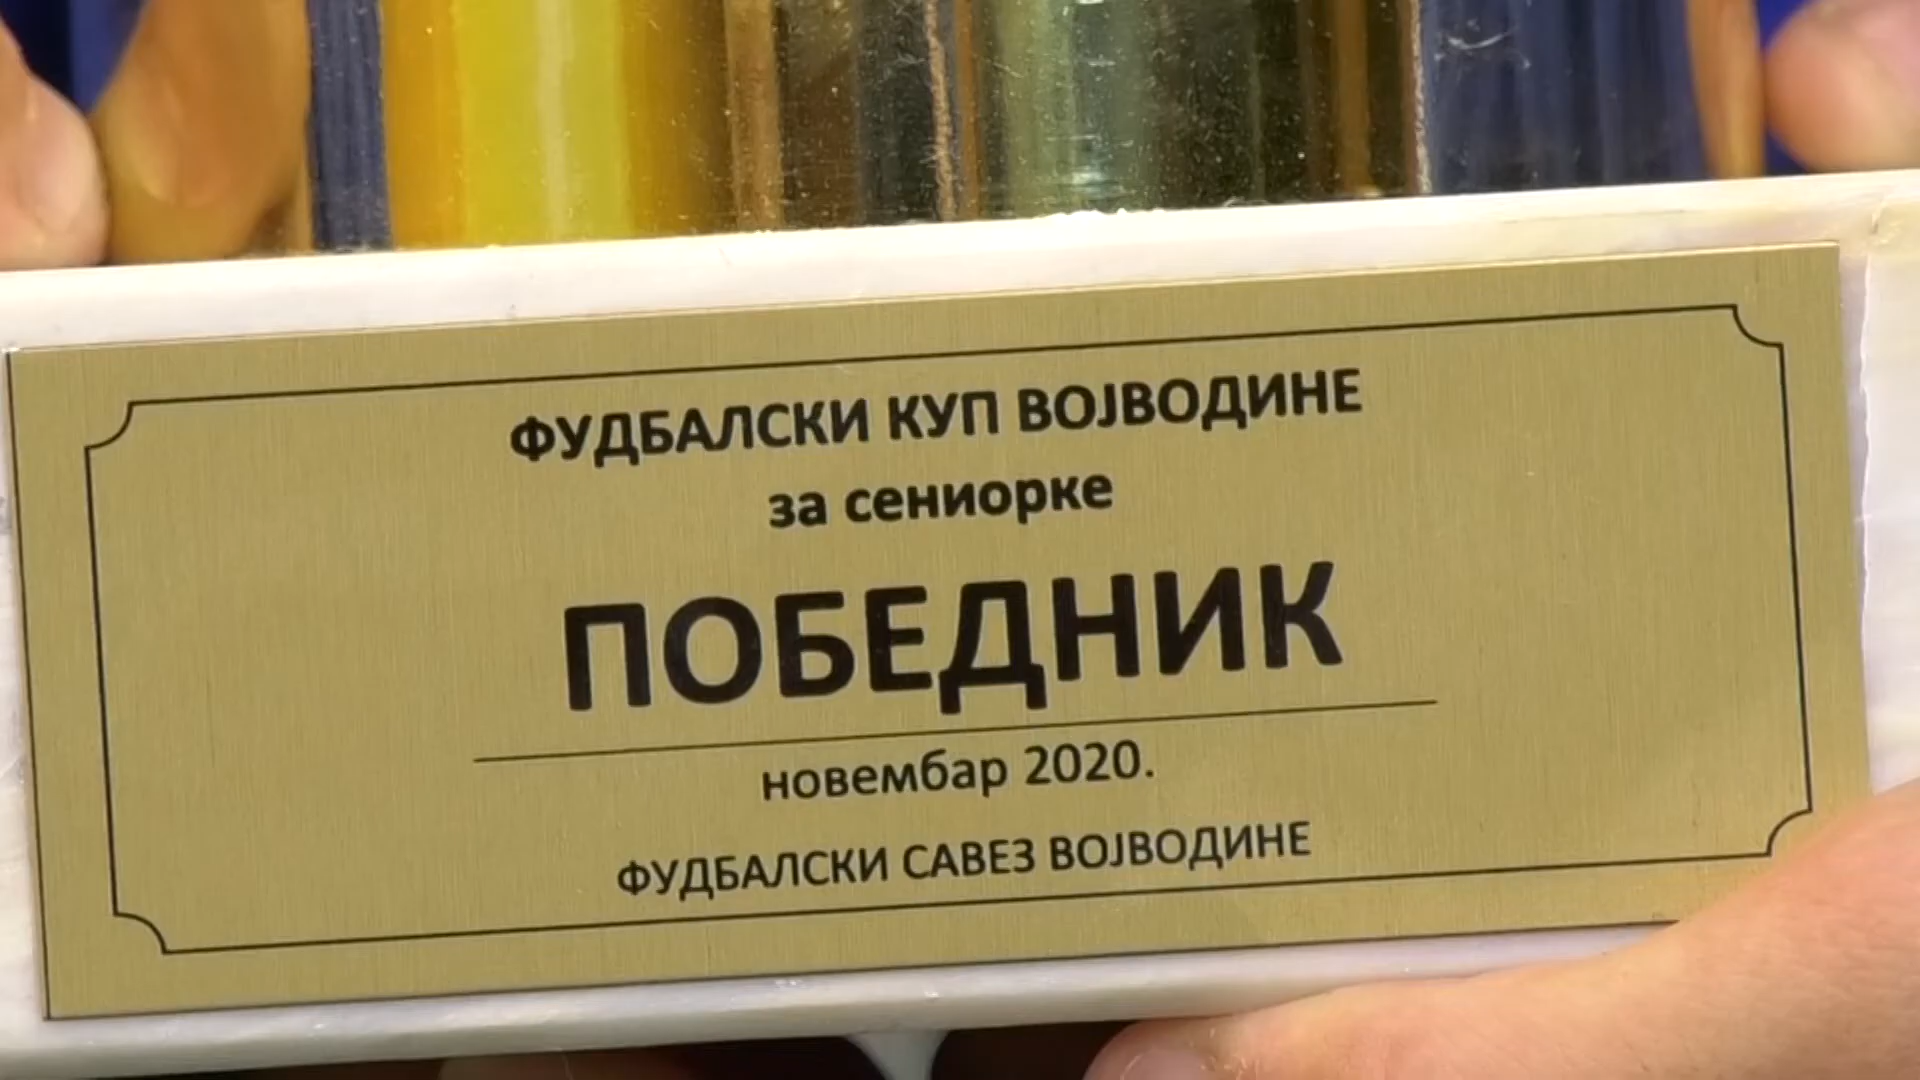 ФУДБАЛСКИ КУП ВОЈВОДИНЕ
за сениорке
ПОБЕДНИК
новембар 2020.
ФУДБАЛСКИ САВЕЗ ВОЈВОДИНЕ